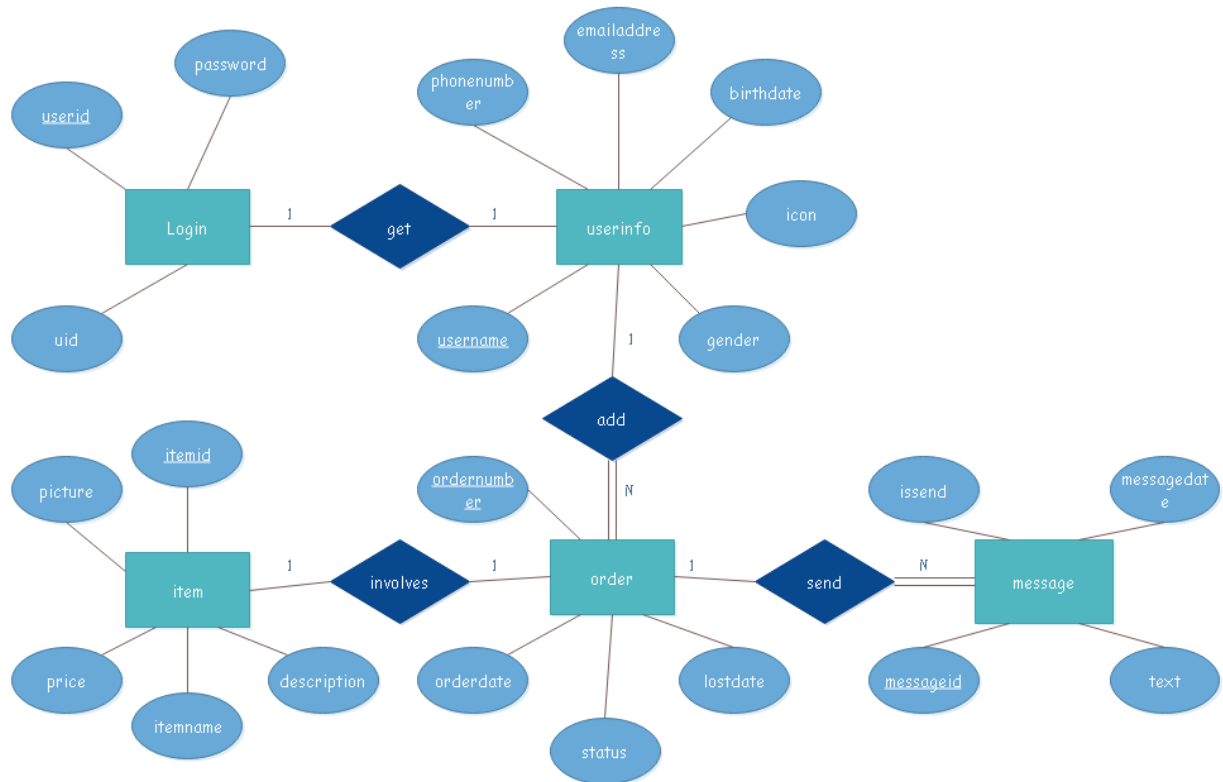 emailaddre
ss
password
phonenumb
er
birthdate
userid
icon
Login
1
get
1
userinfo
uid
username
gender
1
add
itemid
picture
ordernumb
er
N
issend
messagedat
e
item
1
involves
1
order
1
send
N
message
price
description
orderdate
lostdate
messageid
text
itemname
status